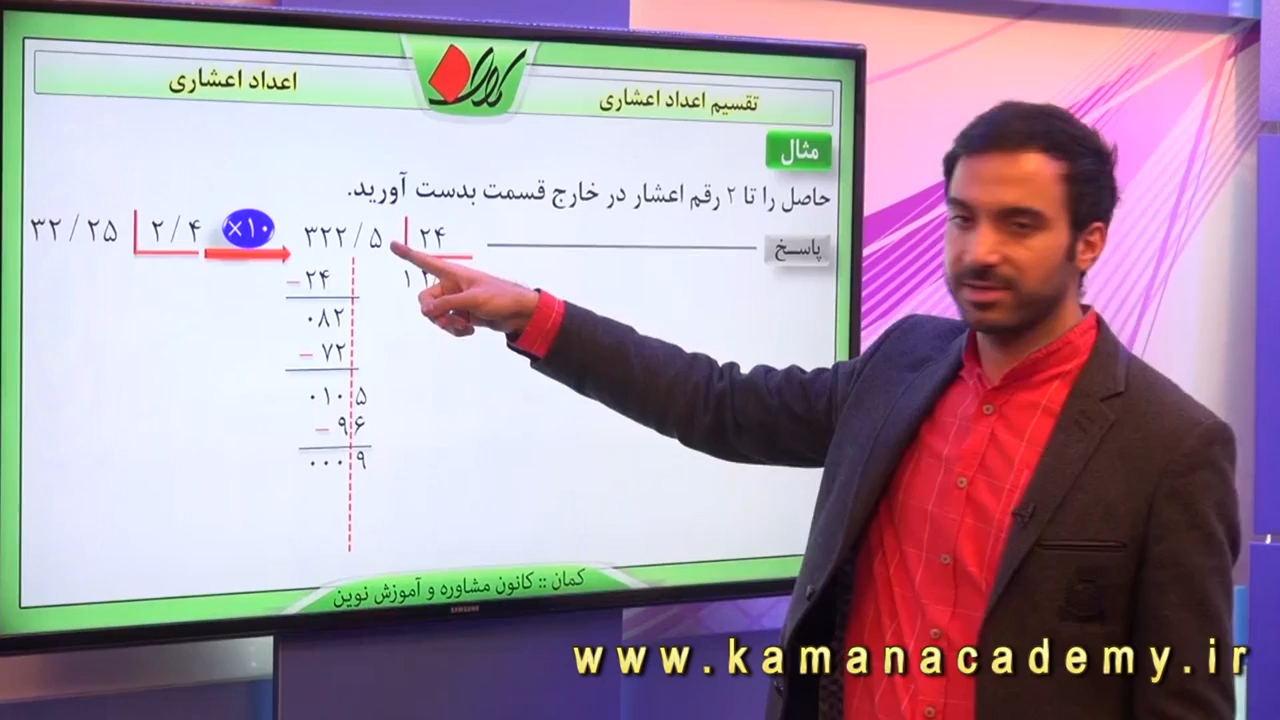 تقسیم اعداد اعشاری
اعداد اعشاری
مثال
حاصل را تا ۲ رقم اعشار در خارج قسمت بدست آورید.
پاسخ
۳۲/۲۵ ۲/۴ ×۱۰ ۳۲۲/۵ ۲۴
-۲۴ ۱۲
۰۸۲
-۷۲
۰۱۰۵
-۹۶
۰۰۰۹
کمان :: کانون مشاوره و آموزش نوین
SAMSUNG
www.kamanacademy.ir